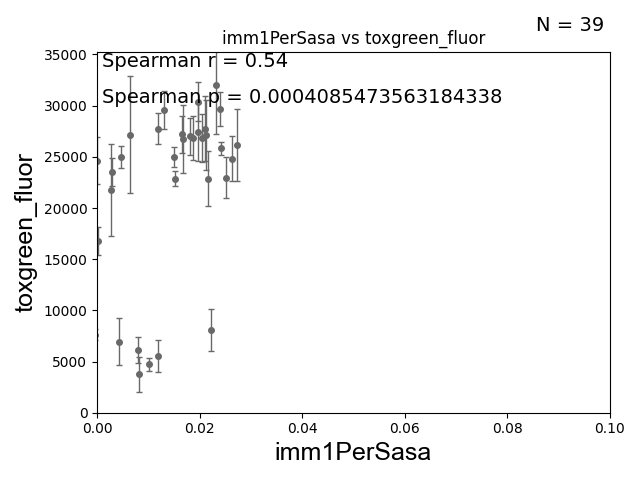 N = 39
imm1PerSasa vs toxgreen_fluor
Spearman r = 0.54
Spearman p = 0.0004085473563184338
35000
30000
25000
20000
15000
10000
5000
0
toxgreen_fluor
0.00 0.02 0.04 0.06 0.08 0.10
imm1PerSasa